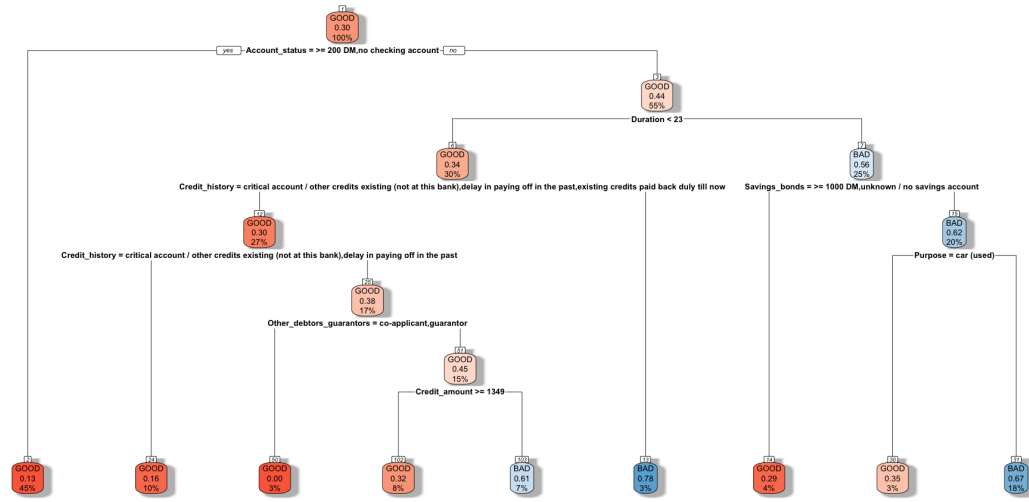 1
GOOD
0.30
100%
yes Account_status = >= 200 DM,no checking account no
3
GOOD
0.44
55%
Duration < 23
6
GOOD
0.34
30%
7
BAD
0.56
25%
Credit_history = critical account / other credits existing (not at this bank),delay in paying off in the past,existing credits paid back duly till now
Savings_bonds = >= 1000 DM,unknown / no savings account
12
GOOD
0.30
27%
15
BAD
0.62
20%
Credit_history = critical account / other credits existing (not at this bank),delay in paying off in the past
Purpose = car (used)
25
GOOD
0.38
17%
Other_debtors_guarantors = co-applicant,guarantor
51
GOOD
0.45
15%
Credit_amount >= 1349
2
GOOD
0.13
45%
24
GOOD
0.16
10%
50
GOOD
0.00
3%
102
GOOD
0.32
8%
103
BAD
0.61
7%
13
BAD
0.78
3%
14
GOOD
0.29
4%
30
GOOD
0.35
3%
31
BAD
0.67
18%